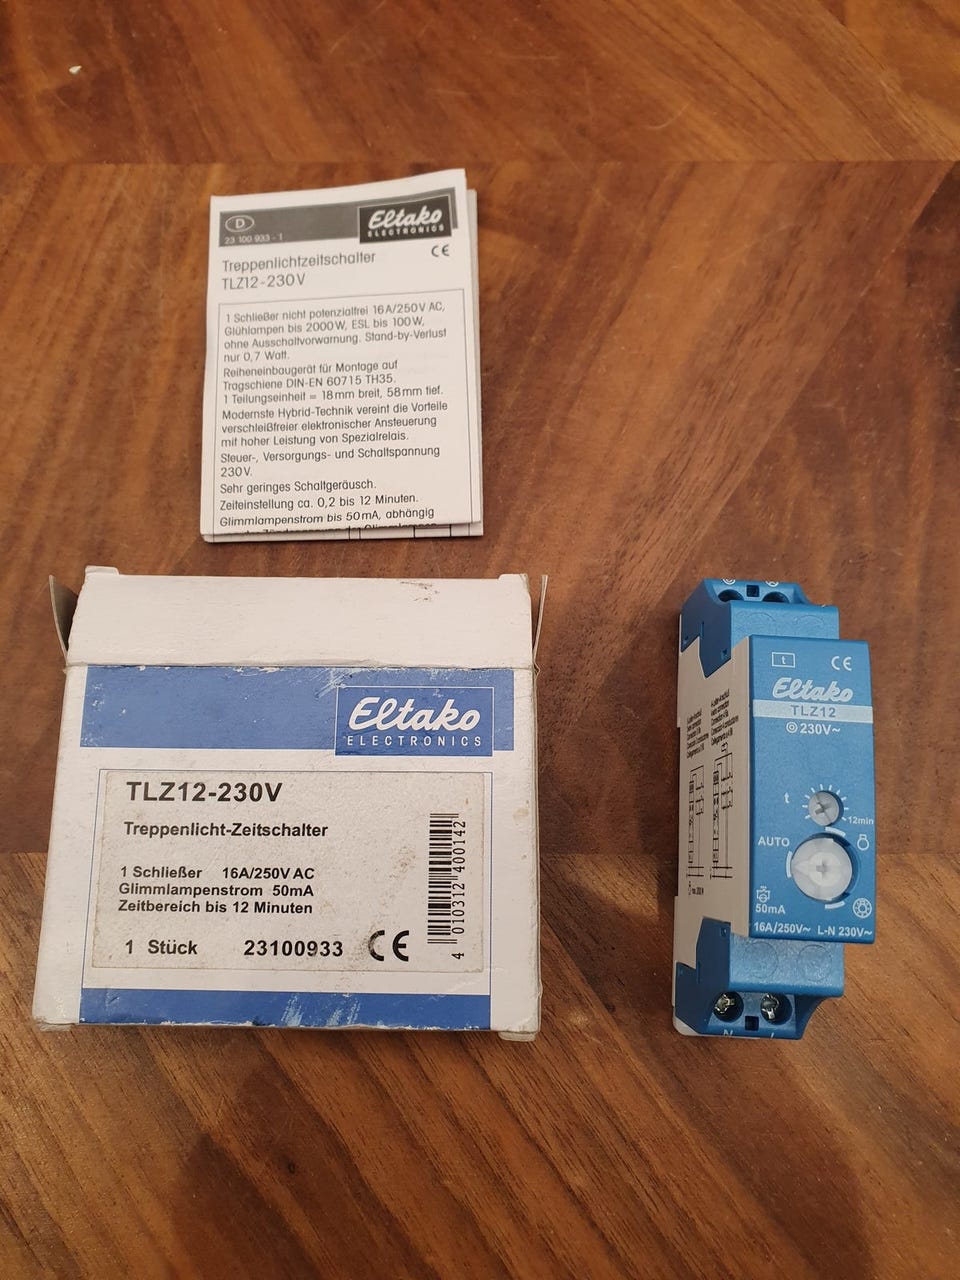 D
23 100 933 - 1
Eltako
ELECTRONICS
Treppenlichtzeitschalter
TLZ12-230V
CE
1 Schließer nicht potenzialfrei 16A/250V AC,
Glühlampen bis 2000W, ESL bis 100W,
ohne Ausschaltvorwarnung. Stand-by-Verlust
nur 0,7 Watt.
Reiheneinbaugerät für Montage auf
Tragschiene DIN-EN 60715 TH35.
1 Teilungseinheit = 18mm breit, 58mm tief.
Modernste Hybrid-Technik vereint die Vorteile
verschleißfreier elektronischer Ansteuerung
mit hoher Leistung von Spezialrelais.
Steuer-, Versorgungs- und Schaltspannung
230V.
Sehr geringes Schaltgeräusch.
Zeiteinstellung ca. 0,2 bis 12 Minuten.
Glimmlampenstrom bis 50mA, abhängig
Eltako
ELECTRONICS
TLZ12-230V
Treppenlicht-Zeitschalter
1 Schließer 16A/250V AC
Glimmlampenstrom 50mA
Zeitbereich bis 12 Minuten
1 Stück 23100933 CE
4 010312 400142
t CE
Eltako
TLZ12
230V~
t
12min
AUTO
50mA
16A/250V~ L-N 230V~
N L